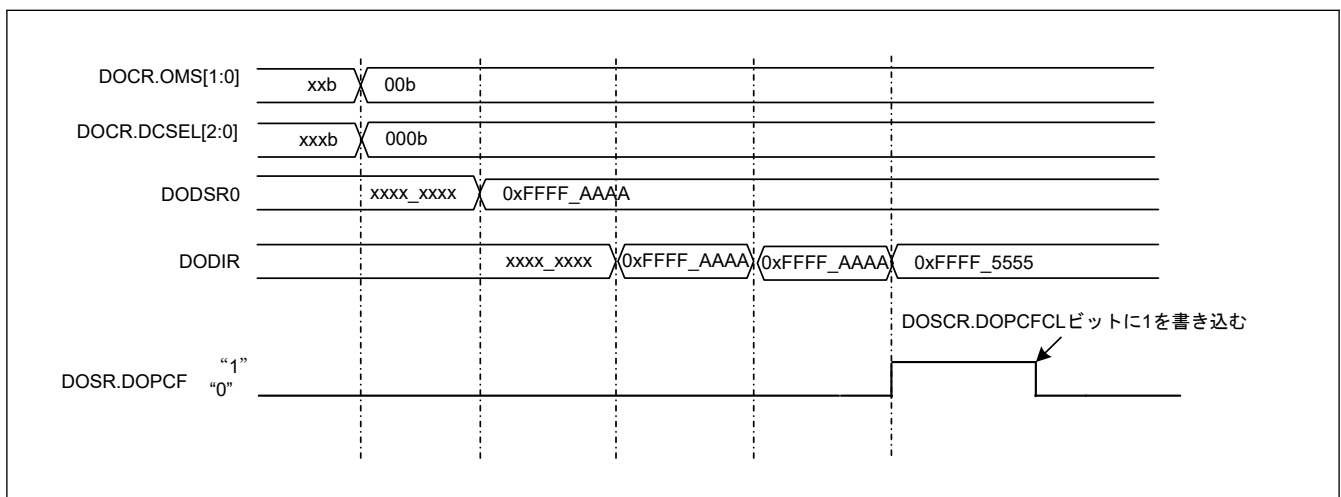 DOCR.OMS[1:0] xxb 00b
DOCR.DCSEL[2:0] xxxb 000b
DODSR0 xxxx_xxxx 0xFFFF_AAAA
DODIR xxxx_xxxx 0xFFFF_AAAA 0xFFFF_AAAA 0xFFFF_5555
DOSCR.DOPCFCLビットに1を書き込む
“1”
DOSR.DOPCF “0”